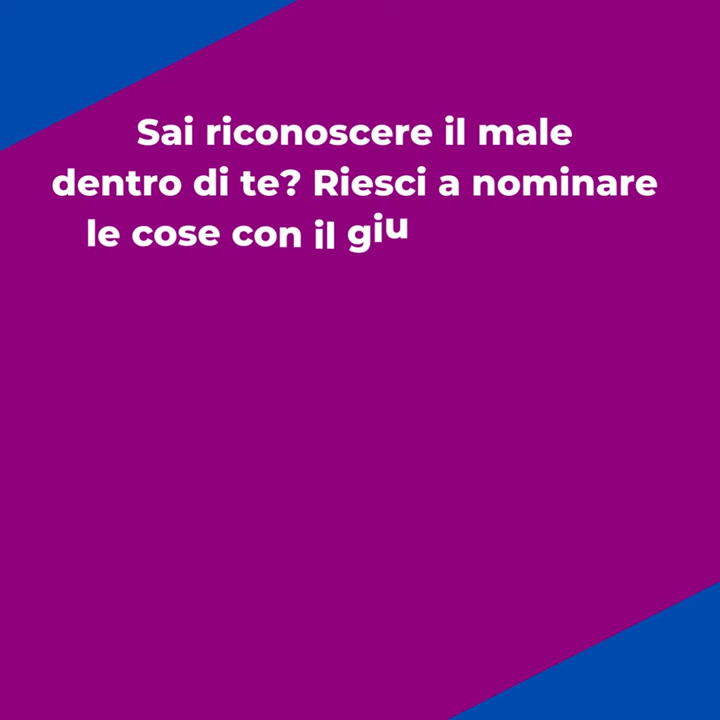 Sai riconoscere il male
dentro di te? Riesci a nominare
le cose con il giu